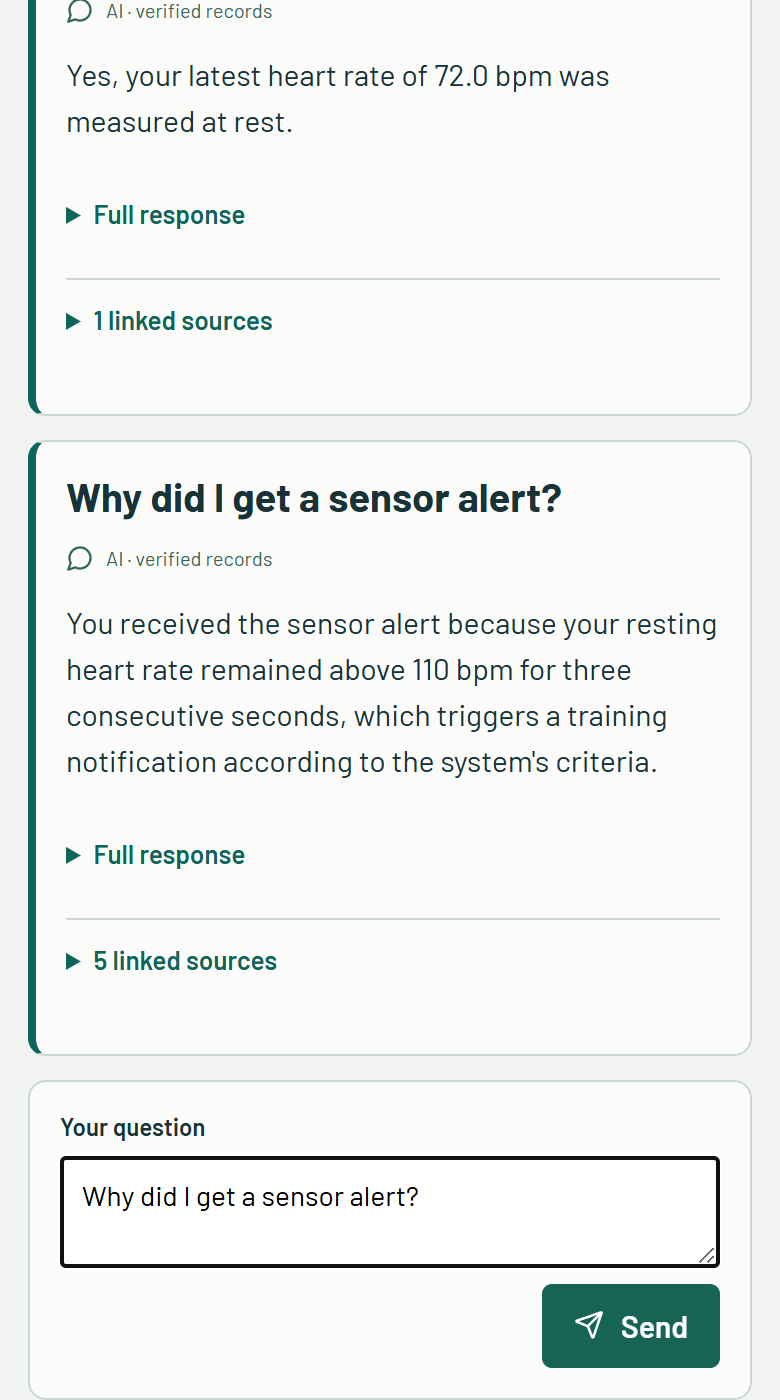 AI · verified records
Yes, your latest heart rate of 72.0 bpm was
measured at rest.
Full response
1 linked sources
Why did I get a sensor alert?
AI · verified records
You received the sensor alert because your resting
heart rate remained above 110 bpm for three
consecutive seconds, which triggers a training
notification according to the system's criteria.
Full response
5 linked sources
Your question
Why did I get a sensor alert?
Send